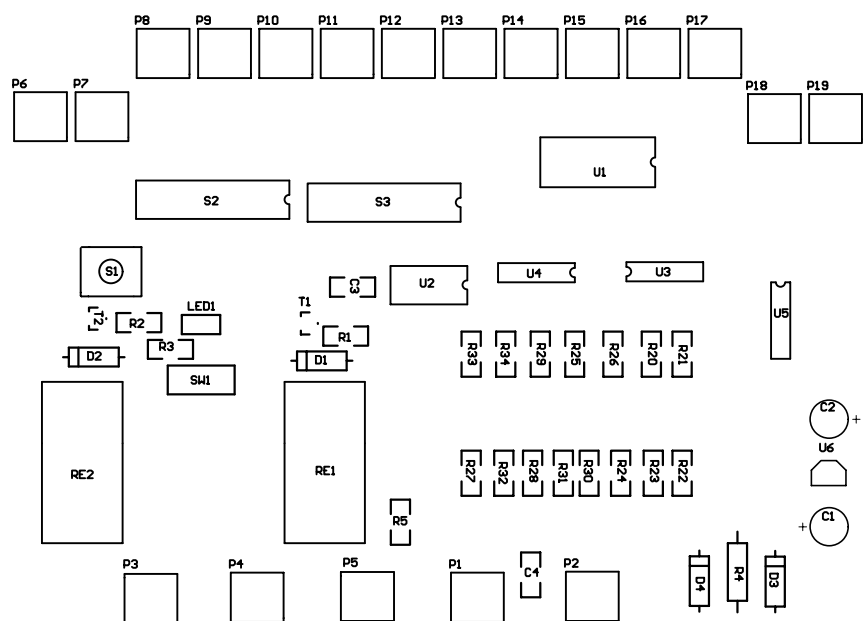 P8 P9 P10 P11 P12 P13 P14 P15 P16 P17
P6 P7 P18 P19
U1
S2 S3
S1 C3 U2 U4 U3
LED1 T1
T2 R2 U5
R3 R1 R33 R34 R29 R25 R26 R20 R21
D2 D1
SW1
C2 +
U6
RE2 RE1 R27 R32 R28 R31 R30 R24 R23 R22
R5 + C1
P3 P4 P5 P1 C4 P2 D4 R4 D3